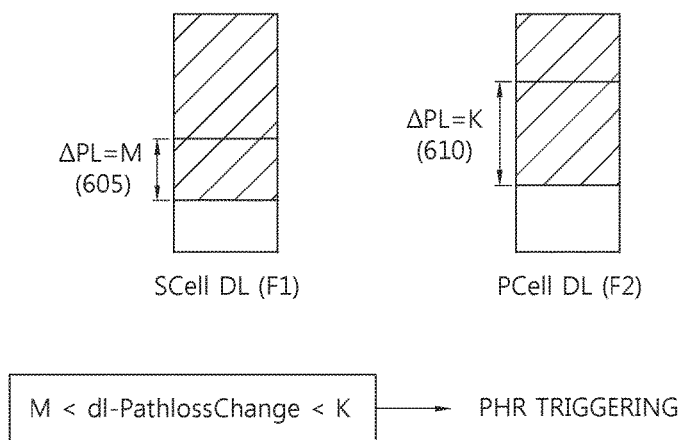 ΔPL=M
(605)
ΔPL=K
(610)
SCell DL (F1)
PCell DL (F2)
M < dl-PathlossChange < K
PHR TRIGGERING